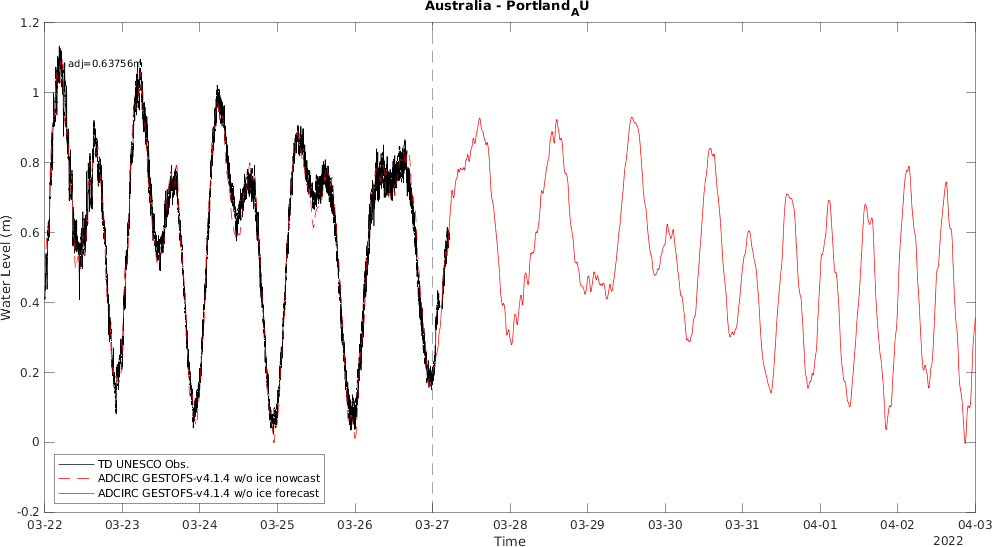 Australia - Portland_AU
1.2
1
0.8
0.6
0.4
0.2
0
-0.2
Water Level (m)
adj=0.63756m
TD UNESCO Obs.
ADCIRC GESTOFS-v4.1.4 w/o ice nowcast
ADCIRC GESTOFS-v4.1.4 w/o ice forecast
03-22 03-23 03-24 03-25 03-26 03-27 03-28 03-29 03-30 03-31 04-01 04-02 04-03
Time
2022